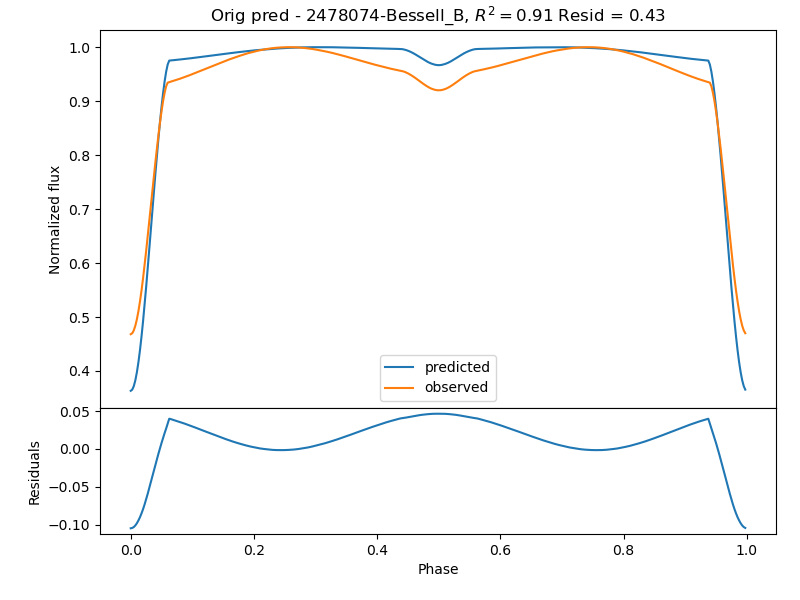 Orig pred - 2478074-Bessell_B, R² = 0.91 Resid = 0.43
1.0
0.9
0.8
0.7
0.6
0.5
0.4
Normalized flux
predicted
observed
0.05
0.00
−0.05
−0.10
Residuals
0.0 0.2 0.4 0.6 0.8 1.0
Phase